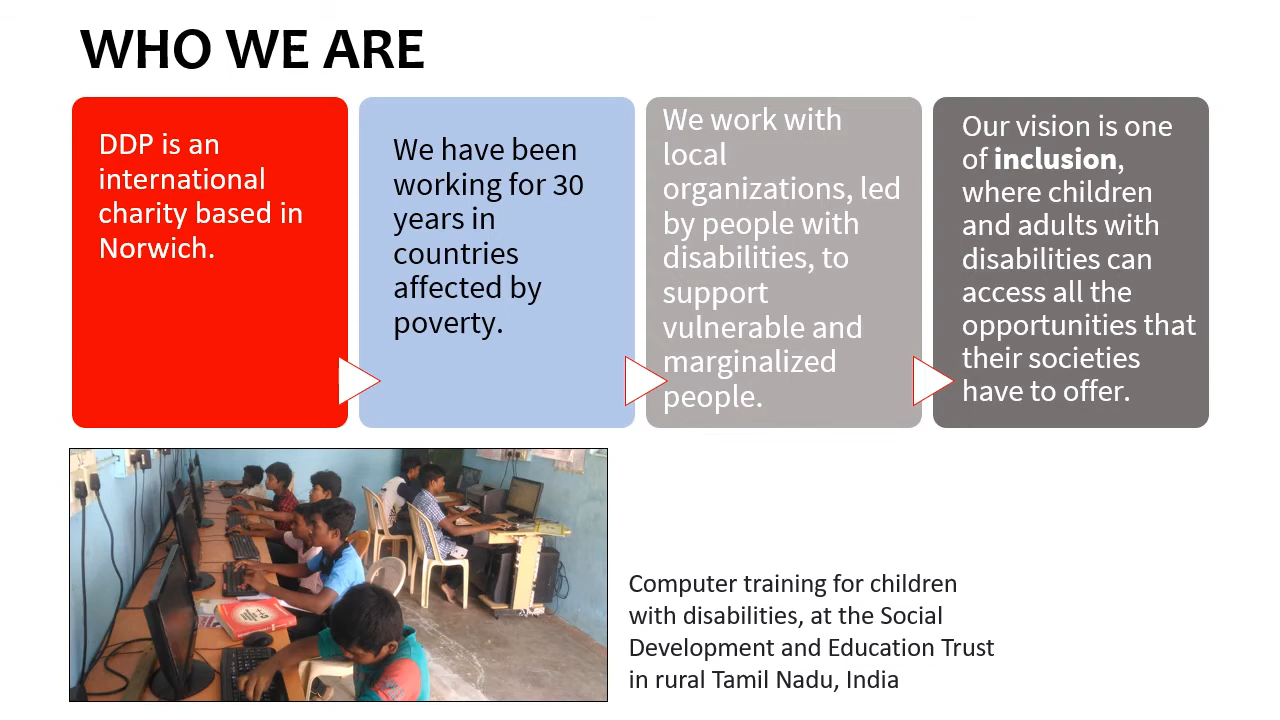 WHO WE ARE
DDP is an
international
charity based in
Norwich.
We have been
working for 30
years in
countries
affected by
poverty.
We work with
local
organizations, led
by people with
disabilities, to
support
vulnerable and
marginalized
people.
Our vision is one
of inclusion,
where children
and adults with
disabilities can
access all the
opportunities that
their societies
have to offer.
Computer training for children
with disabilities, at the Social
Development and Education Trust
in rural Tamil Nadu, India